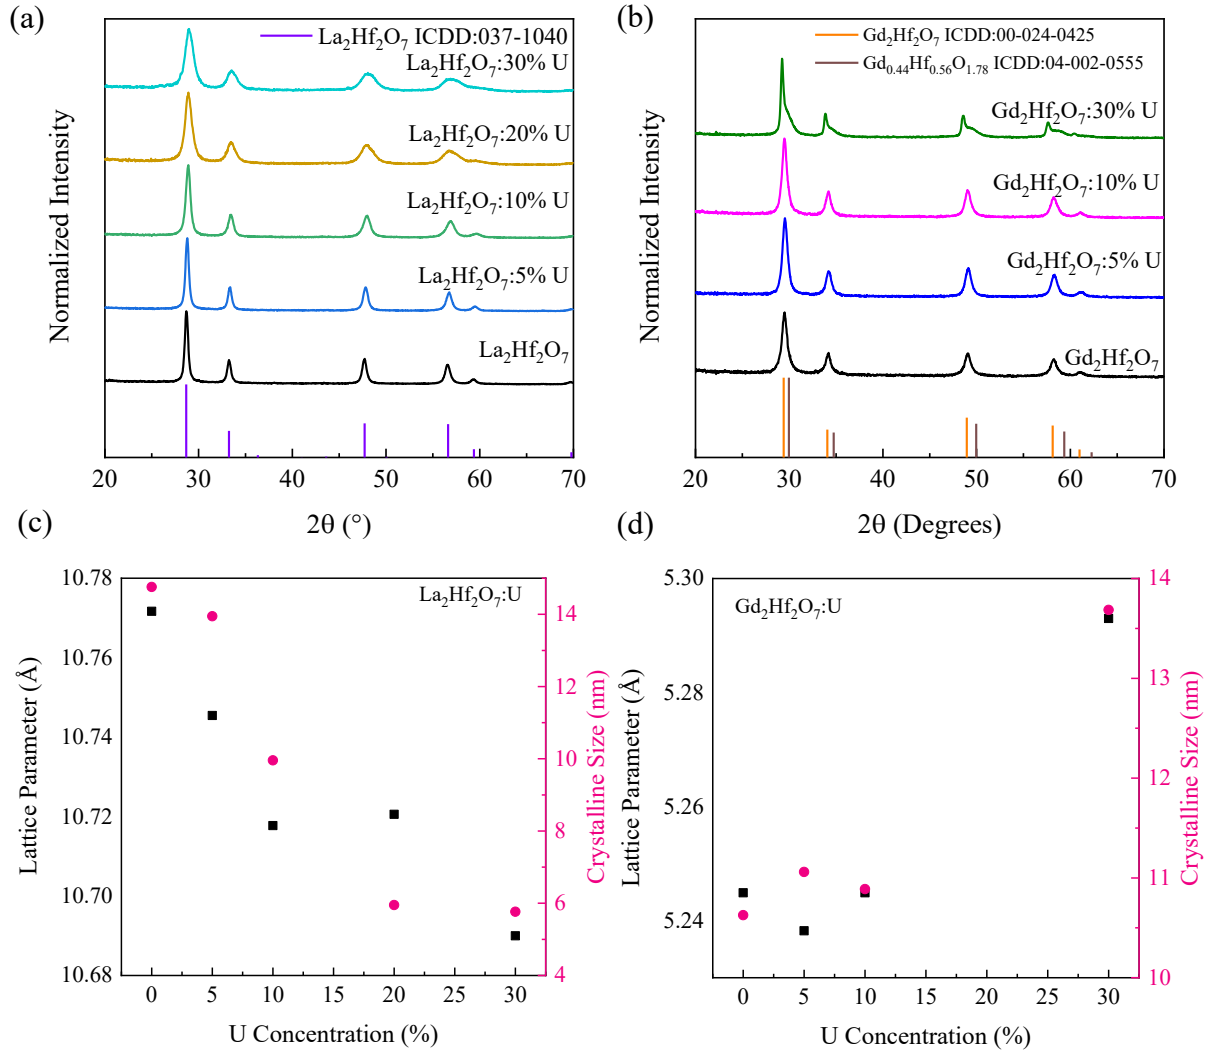 (a)
La₂Hf₂O₇ ICDD:037-1040
La₂Hf₂O₇:30% U
La₂Hf₂O₇:20% U
La₂Hf₂O₇:10% U
La₂Hf₂O₇:5% U
La₂Hf₂O₇
Normalized Intensity
20 30 40 50 60 70
2θ (°)
(b)
Gd₂Hf₂O₇ ICDD:00-024-0425
Gd₀.₄₄Hf₀.₅₆O₁.₇₈ ICDD:04-002-0555
Gd₂Hf₂O₇:30% U
Gd₂Hf₂O₇:10% U
Gd₂Hf₂O₇:5% U
Gd₂Hf₂O₇
Normalized Intensity
20 30 40 50 60 70
2θ (Degrees)
(c)
La₂Hf₂O₇:U
Lattice Parameter (Å)
10.78
10.76
10.74
10.72
10.70
10.68
Crystalline Size (nm)
14
12
10
8
6
4
0 5 10 15 20 25 30
U Concentration (%)
(d)
Gd₂Hf₂O₇:U
Lattice Parameter (Å)
5.30
5.28
5.26
5.24
Crystalline Size (nm)
14
13
12
11
10
0 5 10 15 20 25 30
U Concentration (%)